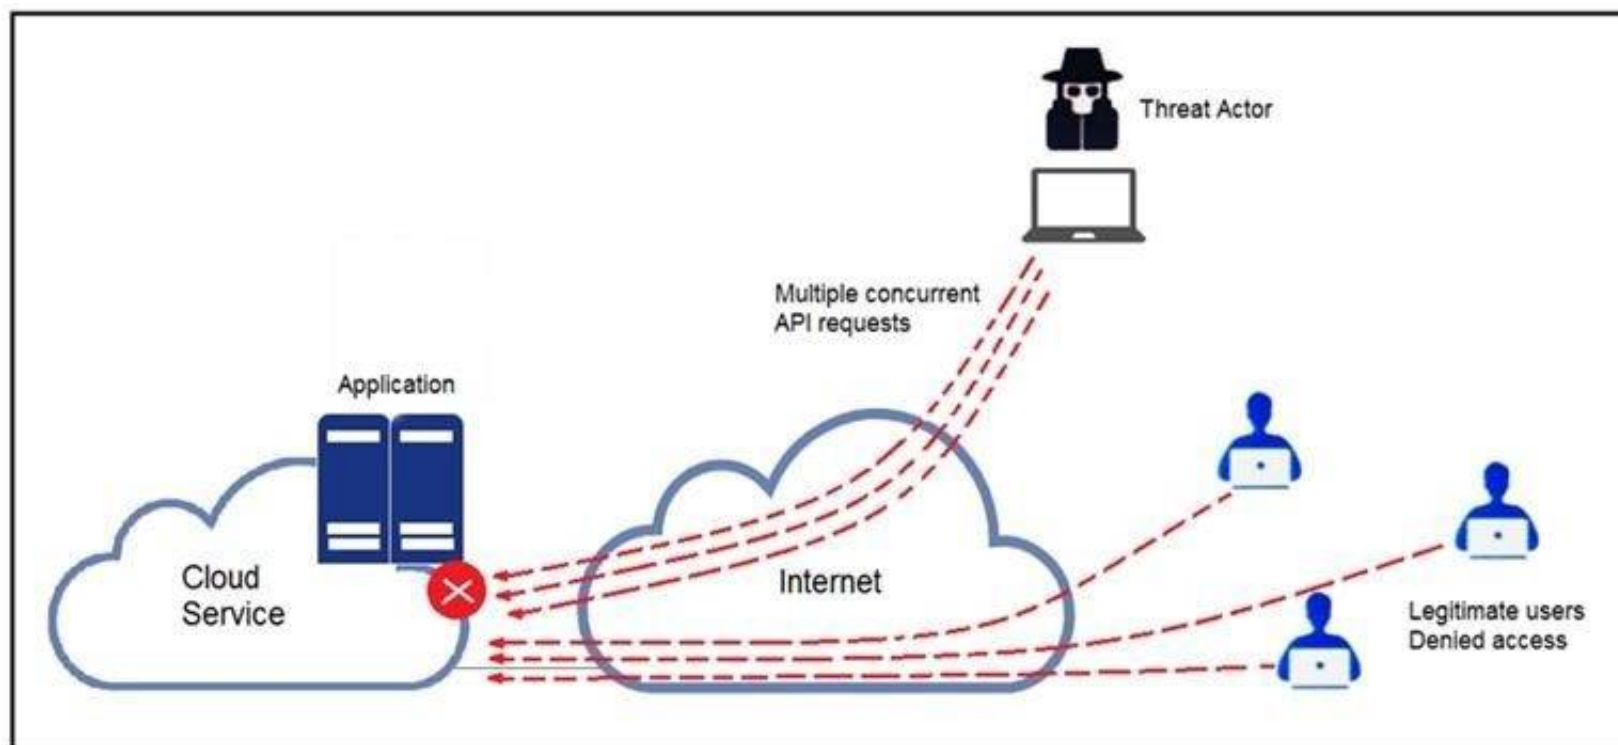 Threat Actor
Multiple concurrent
API requests
Application
Cloud
Service
Internet
Legitimate users
Denied access